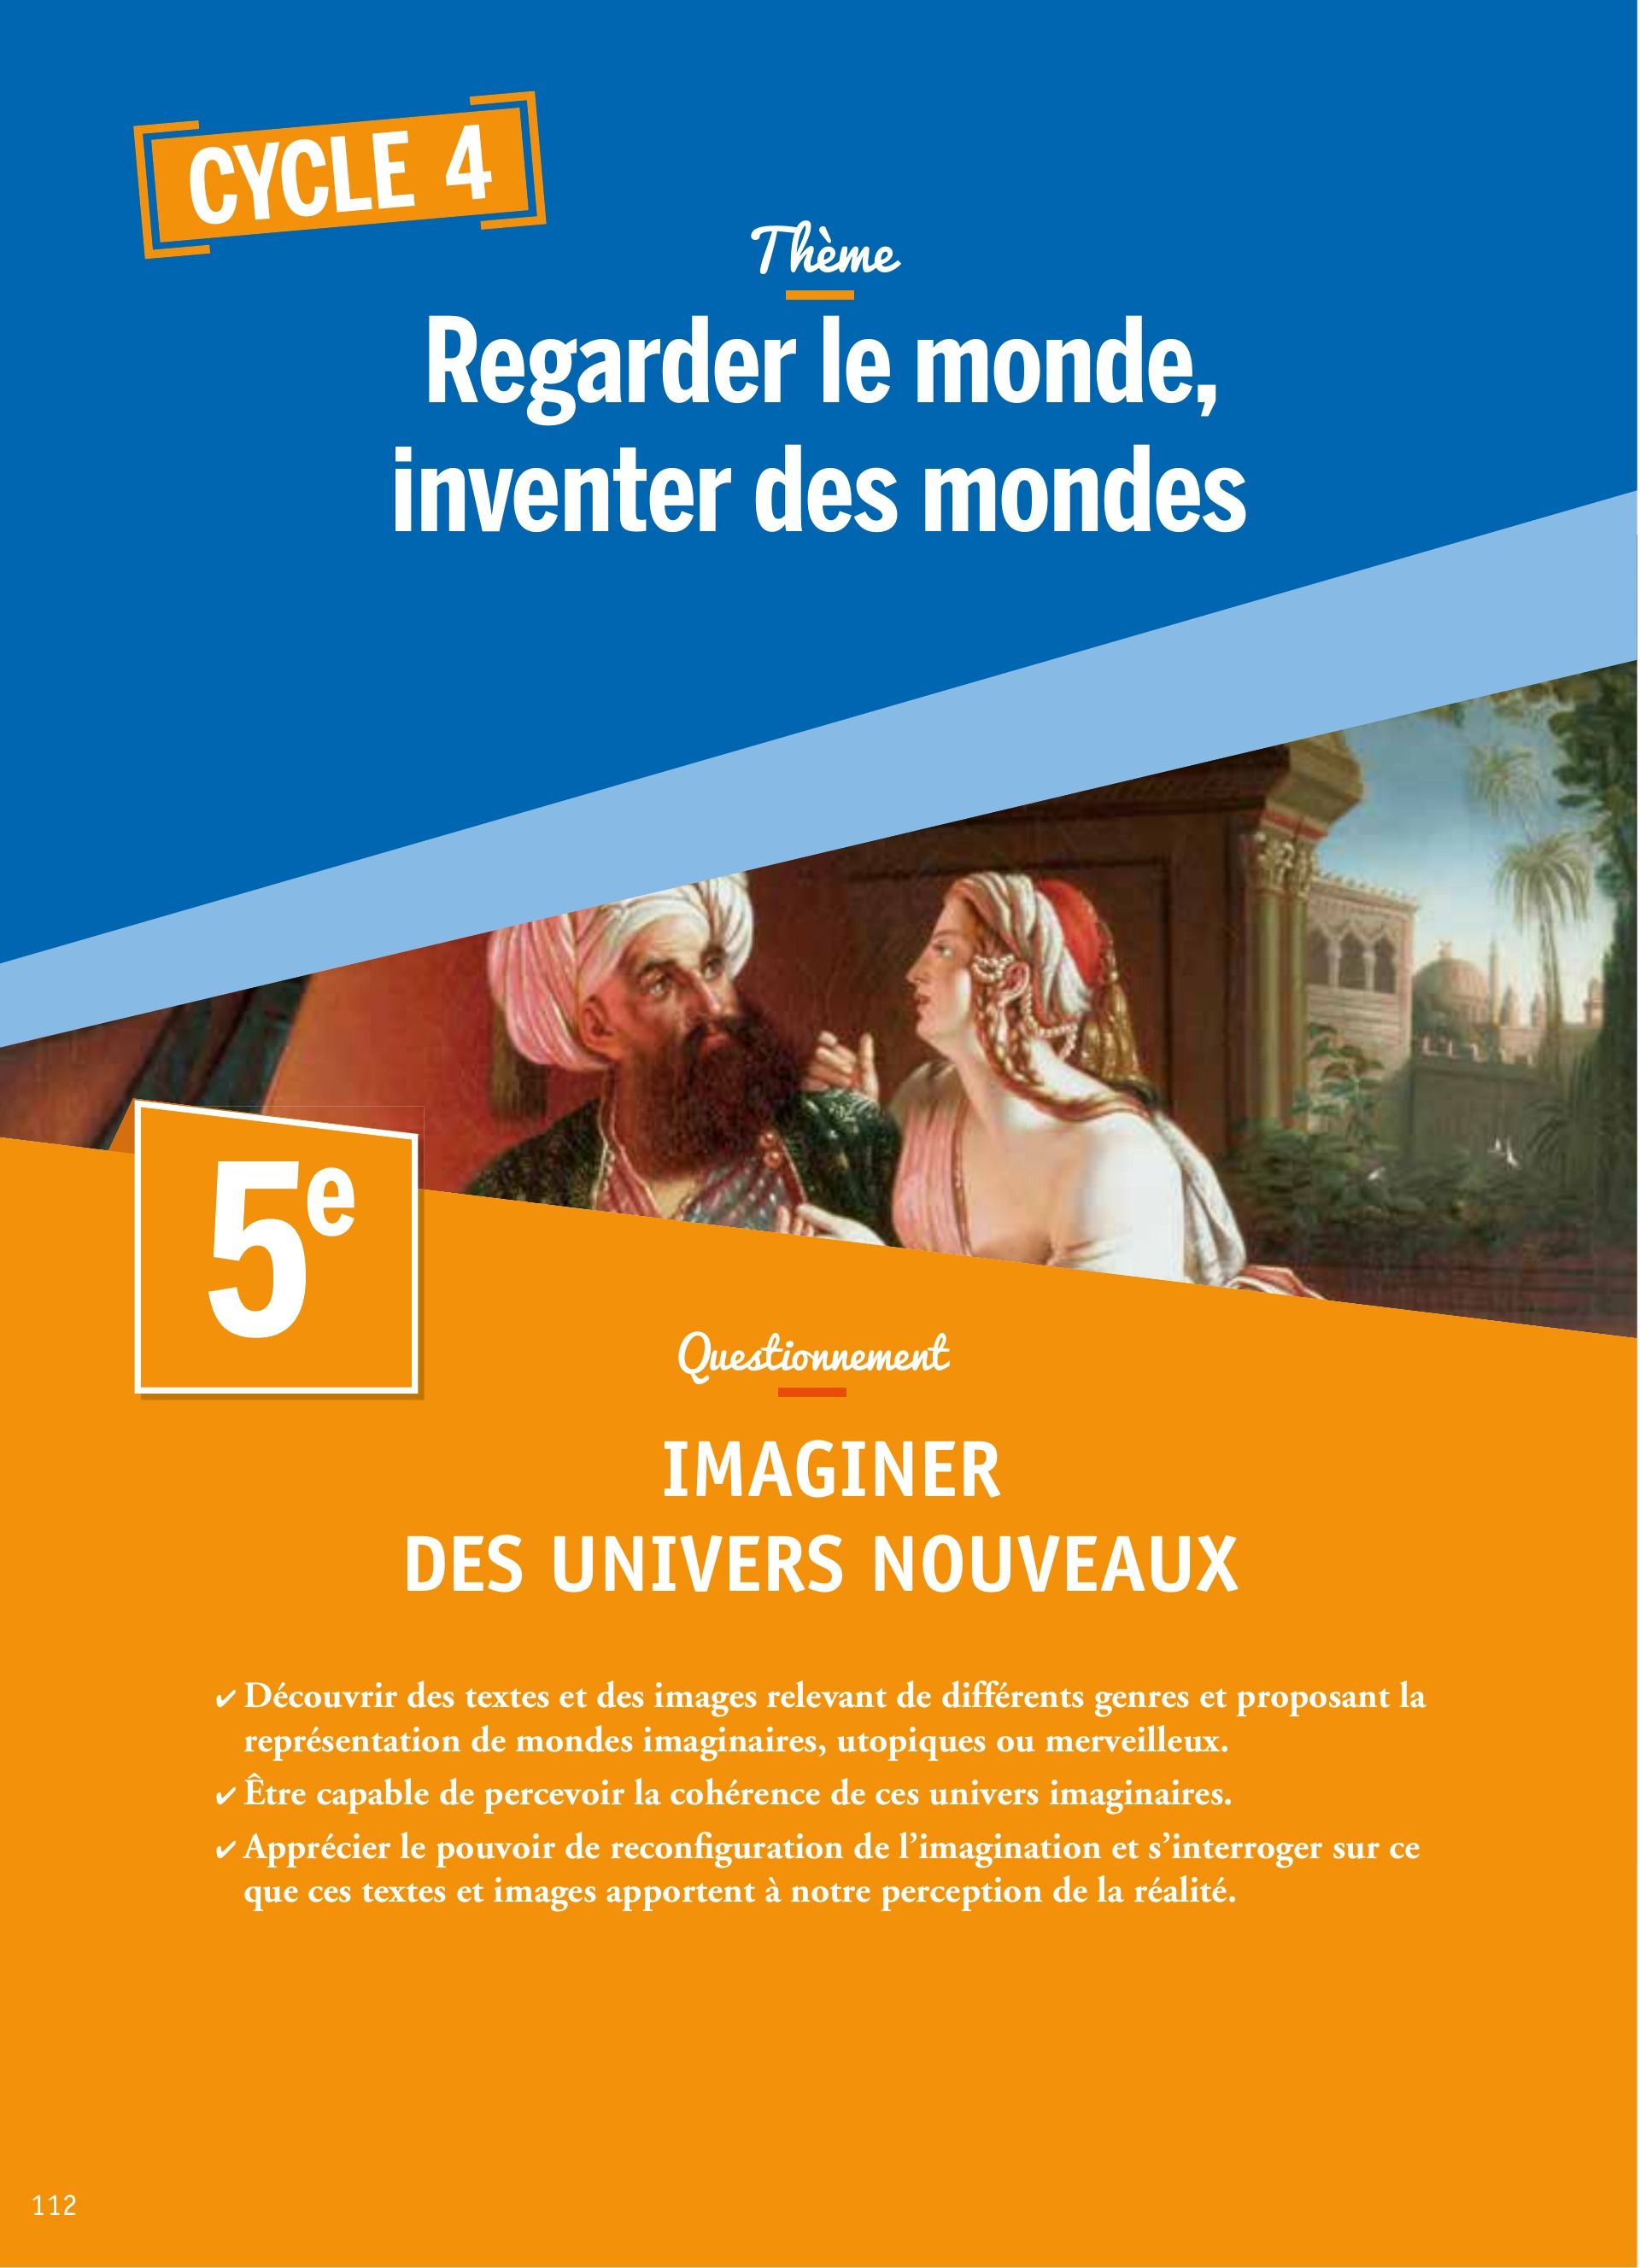 CYCLE 4
Thème
Regarder le monde,
inventer des mondes
5e
Questionnement
IMAGINER
DES UNIVERS NOUVEAUX
✔ Découvrir des textes et des images relevant de différents genres et proposant la
représentation de mondes imaginaires, utopiques ou merveilleux.
✔ Être capable de percevoir la cohérence de ces univers imaginaires.
✔ Apprécier le pouvoir de reconfiguration de l’imagination et s’interroger sur ce
que ces textes et images apportent à notre perception de la réalité.
112